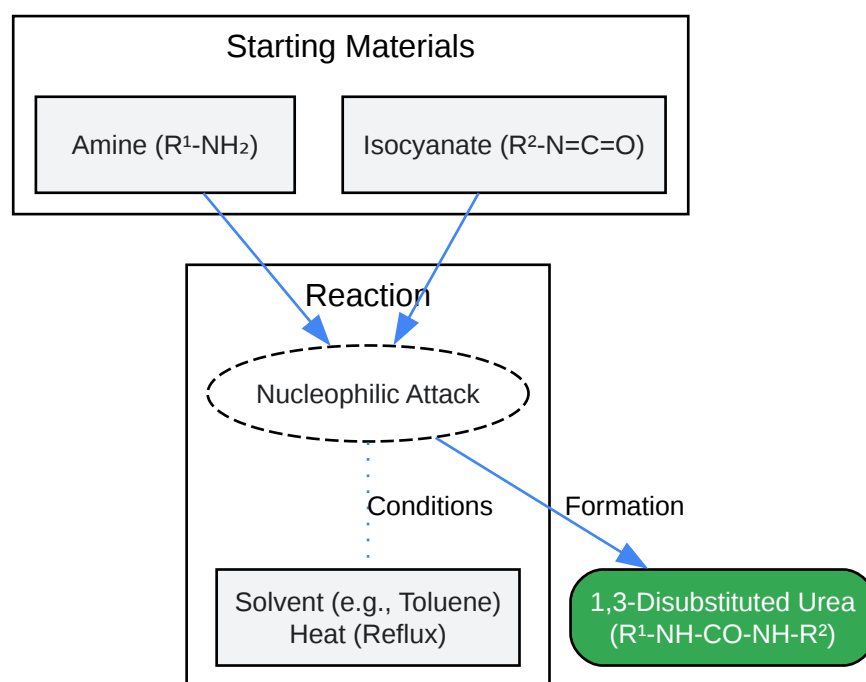 Starting Materials
Amine (R¹-NH₂)
Isocyanate (R²-N=C=O)
Reaction
Nucleophilic Attack
Conditions
Formation
Solvent (e.g., Toluene)
Heat (Reflux)
1,3-Disubstituted Urea
(R¹-NH-CO-NH-R²)